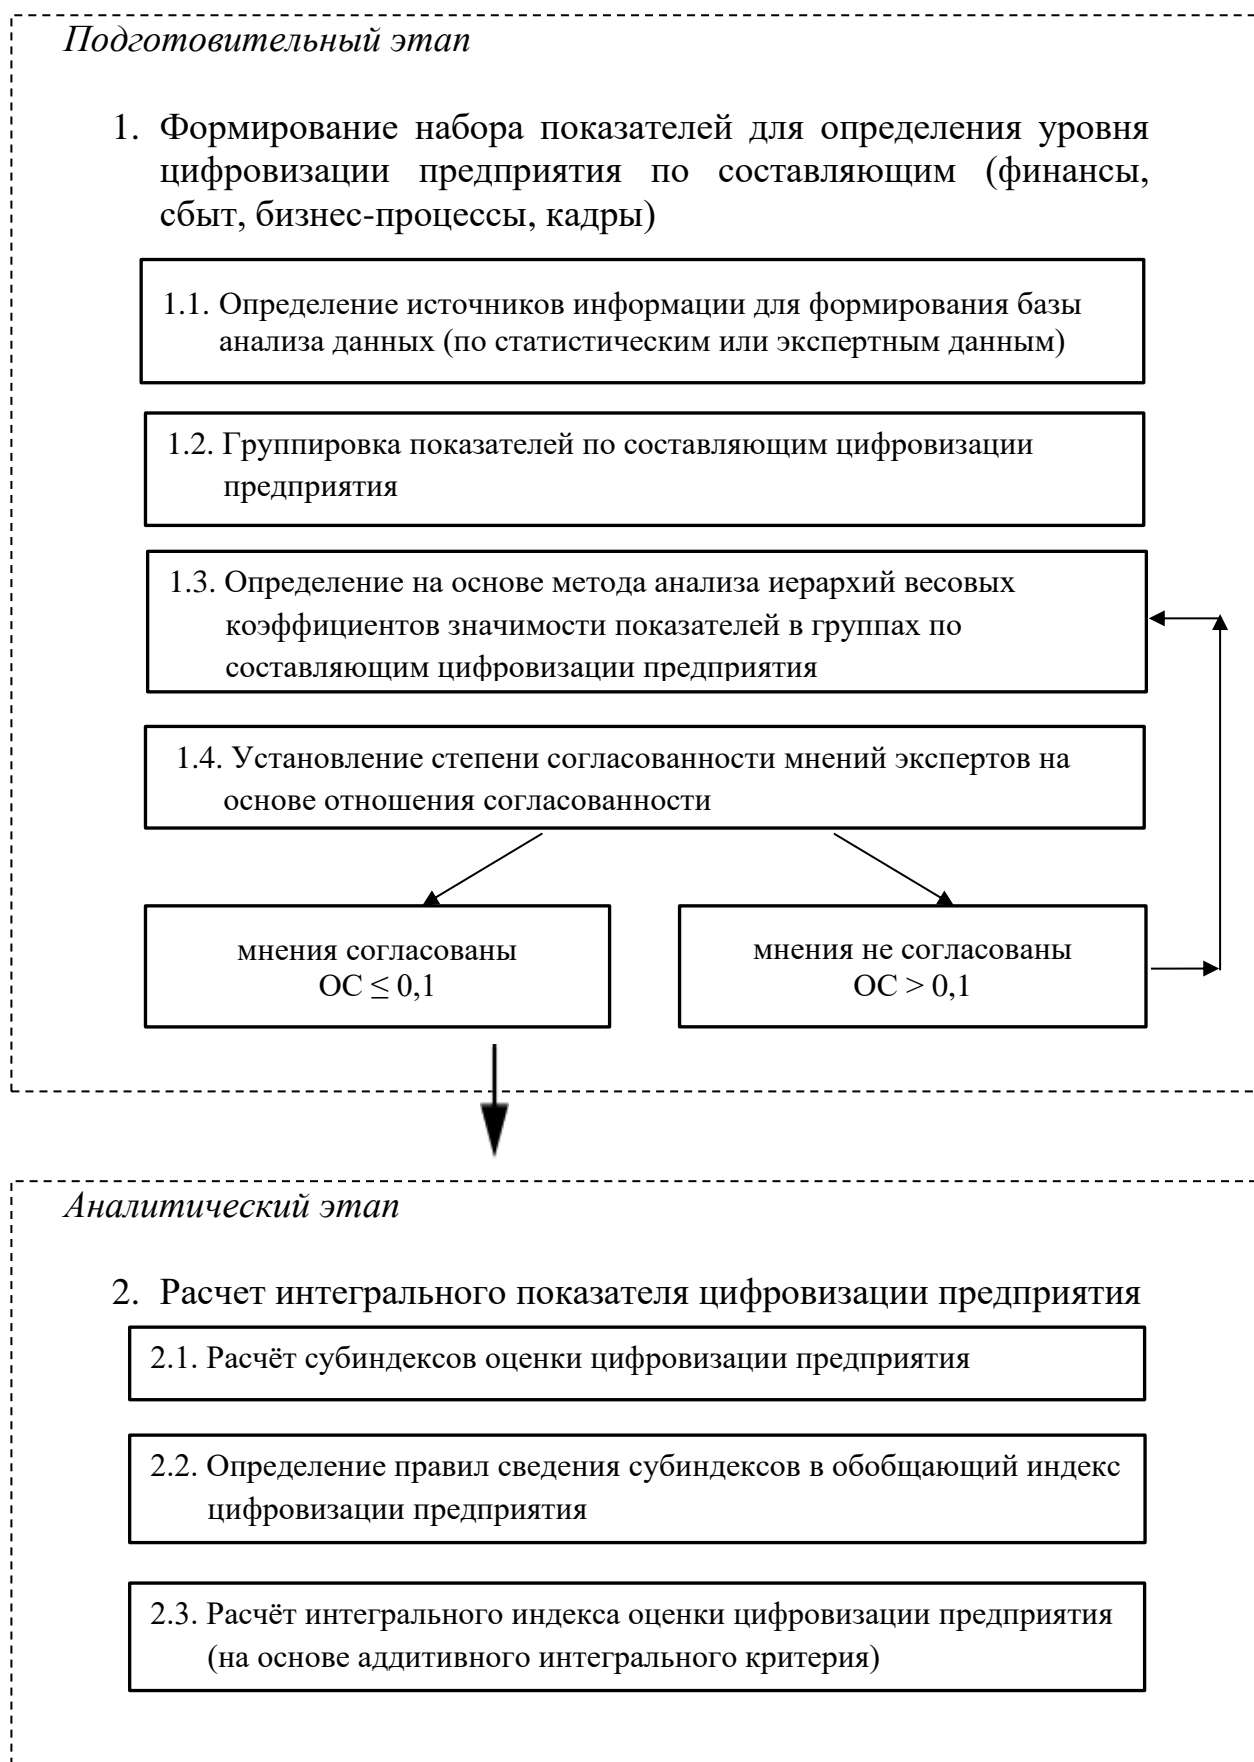 Подготовительный этап
1. Формирование набора показателей для определения уровня
цифровизации предприятия по составляющим (финансы,
сбыт, бизнес-процессы, кадры)
1.1. Определение источников информации для формирования базы
анализа данных (по статистическим или экспертным данным)
1.2. Группировка показателей по составляющим цифровизации
предприятия
1.3. Определение на основе метода анализа иерархий весовых
коэффициентов значимости показателей в группах по
составляющим цифровизации предприятия
1.4. Установление степени согласованности мнений экспертов на
основе отношения согласованности
мнения согласованы
ОС ≤ 0,1
мнения не согласованы
ОС > 0,1
Аналитический этап
2. Расчет интегрального показателя цифровизации предприятия
2.1. Расчёт субиндексов оценки цифровизации предприятия
2.2. Определение правил сведения субиндексов в обобщающий индекс
цифровизации предприятия
2.3. Расчёт интегрального индекса оценки цифровизации предприятия
(на основе аддитивного интегрального критерия)